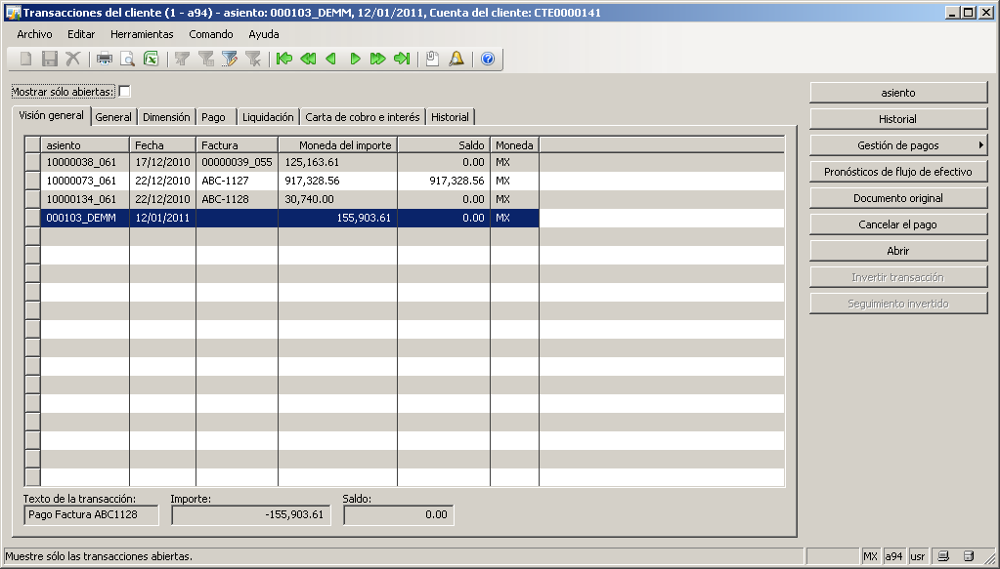 Transacciones del cliente (1 - a94) - asiento: 000103_DEMM, 12/01/2011, Cuenta del cliente: CTE0000141
Archivo Editar Herramientas Comando Ayuda
Mostrar sólo abiertas:
Visión general General Dimensión Pago Liquidación Carta de cobro e interés Historial
asiento Fecha Factura Moneda del importe Saldo Moneda
10000038_061 17/12/2010 00000039_055 125,163.61 0.00 MX
10000073_061 22/12/2010 ABC-1127 917,328.56 917,328.56 MX
10000134_061 22/12/2010 ABC-1128 30,740.00 0.00 MX
000103_DEMM 12/01/2011 155,903.61 0.00 MX
Texto de la transacción: Importe: Saldo:
Pago Factura ABC1128 -155,903.61 0.00
asiento
Historial
Gestión de pagos
Pronósticos de flujo de efectivo
Documento original
Cancelar el pago
Abrir
Invertir transacción
Seguimiento invertido
Muestre sólo las transacciones abiertas. MX a94 usr